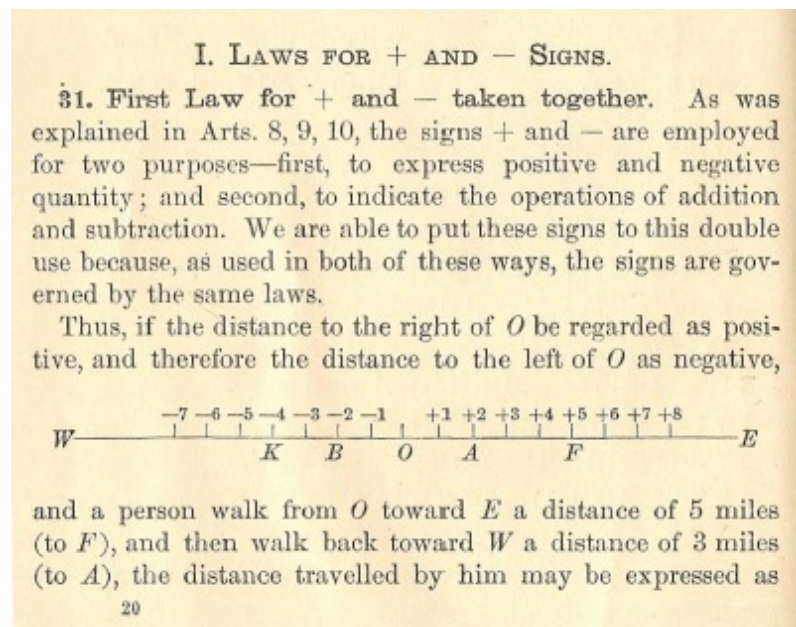 I. LAWS FOR + AND − SIGNS.
31. First Law for + and − taken together. As was
explained in Arts. 8, 9, 10, the signs + and − are employed
for two purposes—first, to express positive and negative
quantity; and second, to indicate the operations of addition
and subtraction. We are able to put these signs to this double
use because, as used in both of these ways, the signs are gov-
erned by the same laws.
Thus, if the distance to the right of O be regarded as posi-
tive, and therefore the distance to the left of O as negative,
−7 −6 −5 −4 −3 −2 −1 +1 +2 +3 +4 +5 +6 +7 +8
W E
K B O A F
and a person walk from O toward E a distance of 5 miles
(to F), and then walk back toward W a distance of 3 miles
(to A), the distance travelled by him may be expressed as
20